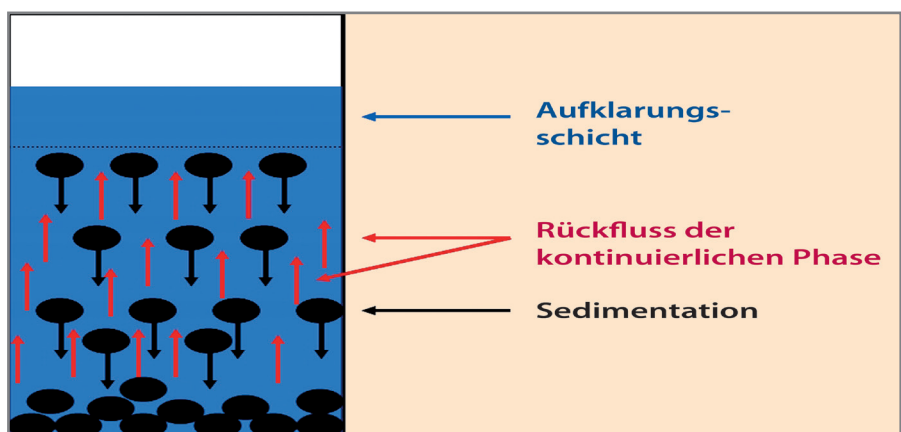 Aufklarungs-
schicht
Rückfluss der
kontinuierlichen Phase
Sedimentation